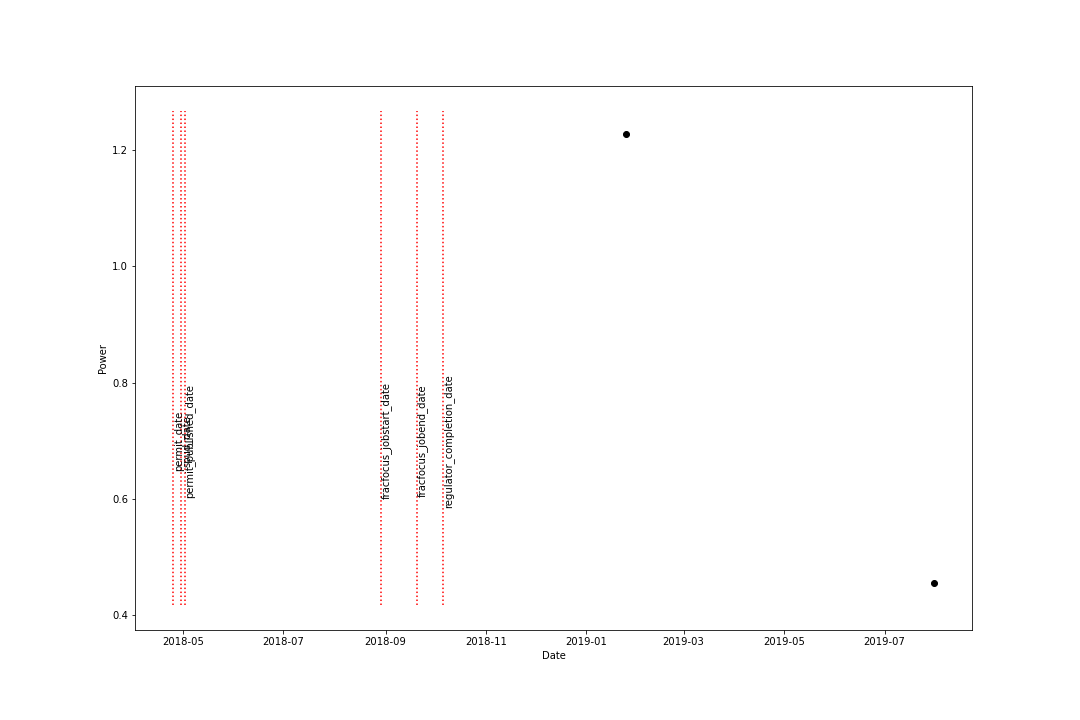 1.2
1.0
0.8
0.6
0.4
Power
permit_date
permit_published_date
fracfocus_jobstart_date
fracfocus_jobend_date
regulator_completion_date
2018-05
2018-07
2018-09
2018-11
2019-01
2019-03
2019-05
2019-07
Date